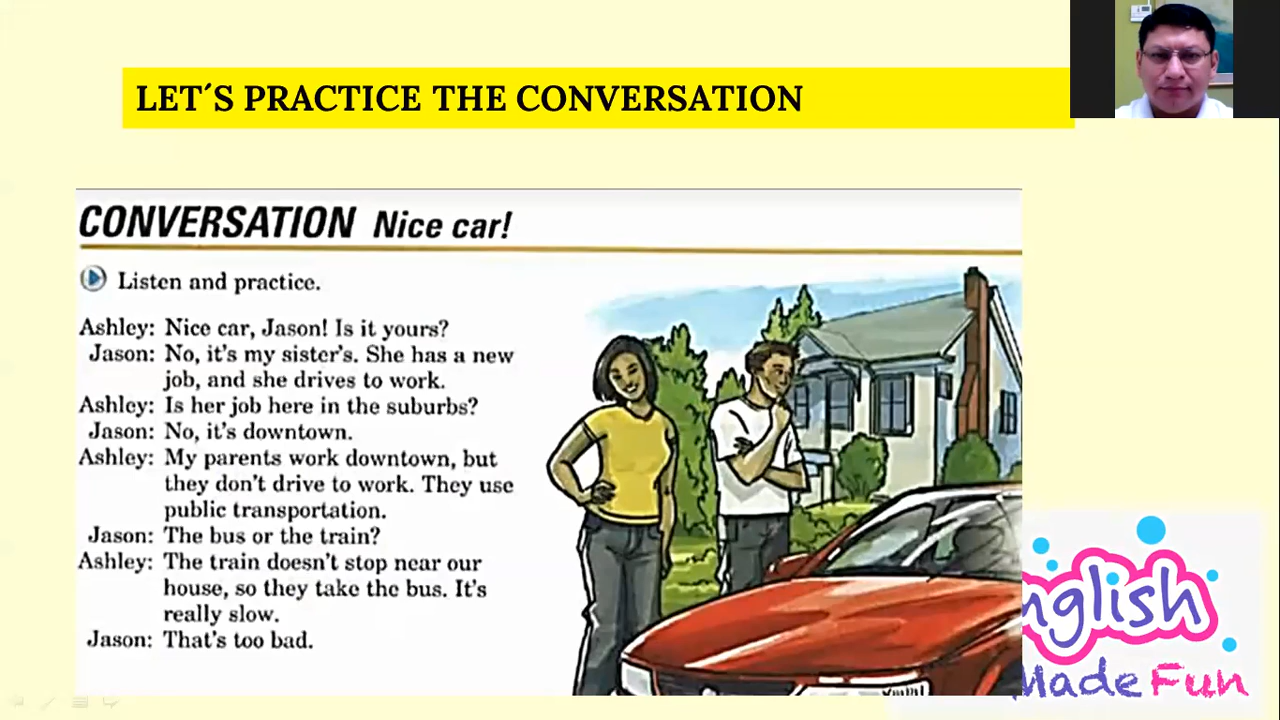 LET´S PRACTICE THE CONVERSATION
CONVERSATION Nice car!
Listen and practice.
Ashley: Nice car, Jason! Is it yours?
Jason: No, it's my sister's. She has a new
job, and she drives to work.
Ashley: Is her job here in the suburbs?
Jason: No, it's downtown.
Ashley: My parents work downtown, but
they don't drive to work. They use
public transportation.
Jason: The bus or the train?
Ashley: The train doesn't stop near our
house, so they take the bus. It's
really slow.
Jason: That's too bad.
nglish
Made Fun